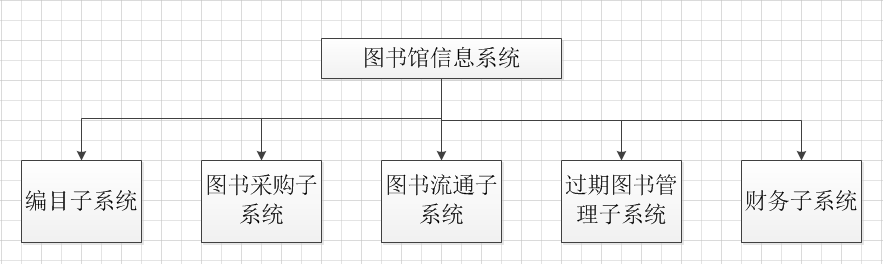 图书馆信息系统
编目子系统
图书采购子
系统
图书流通子
系统
过期图书管
理子系统
财务子系统